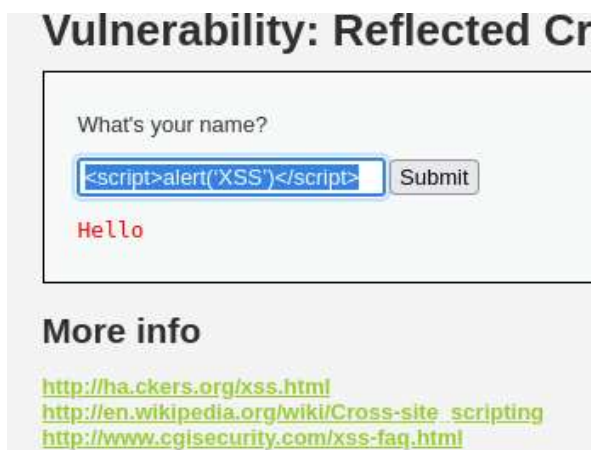 Vulnerability: Reflected Cr
What's your name?
<script>alert(‘XSS’)</script> Submit
Hello
More info
http://ha.ckers.org/xss.html
http://en.wikipedia.org/wiki/Cross-site_scripting
http://www.cgisecurity.com/xss-faq.html